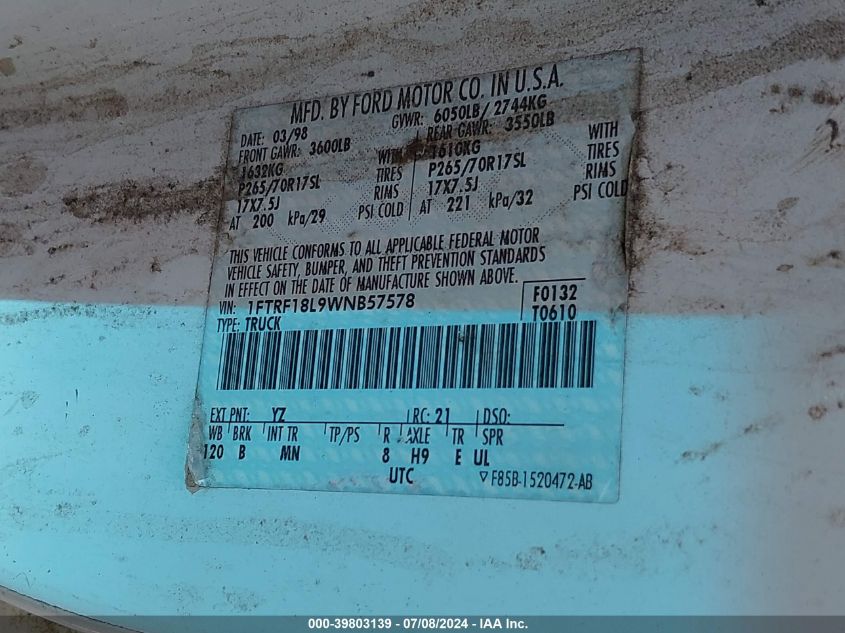 MFD. BY FORD MOTOR CO. IN U.S.A.
DATE: 03/98 GVWR: 6050LB/ 2744KG
FRONT GAWR: 3600LB REAR GAWR: 3550LB
1632KG WITH 1610KG WITH
P265/70R17SL TIRES P265/70R17SL TIRES
17X7.5J RIMS 17X7.5J RIMS
AT 200 kPa/29 PSI COLD AT 221 kPa/32 PSI COLD
THIS VEHICLE CONFORMS TO ALL APPLICABLE FEDERAL MOTOR
VEHICLE SAFETY, BUMPER, AND THEFT PREVENTION STANDARDS
IN EFFECT ON THE DATE OF MANUFACTURE SHOWN ABOVE.
VIN: 1FTRF18L9WNB57578 F0132
TYPE: TRUCK T0610
EXT PNT: YZ RC: 21 DSO:
WB BRK INT TR TP/PS R AXLE TR SPR
120 B MN 8 H9 E UL
UTC ▽ F85B-1520472-AB
000-39803139 - 07/08/2024 - IAA Inc.